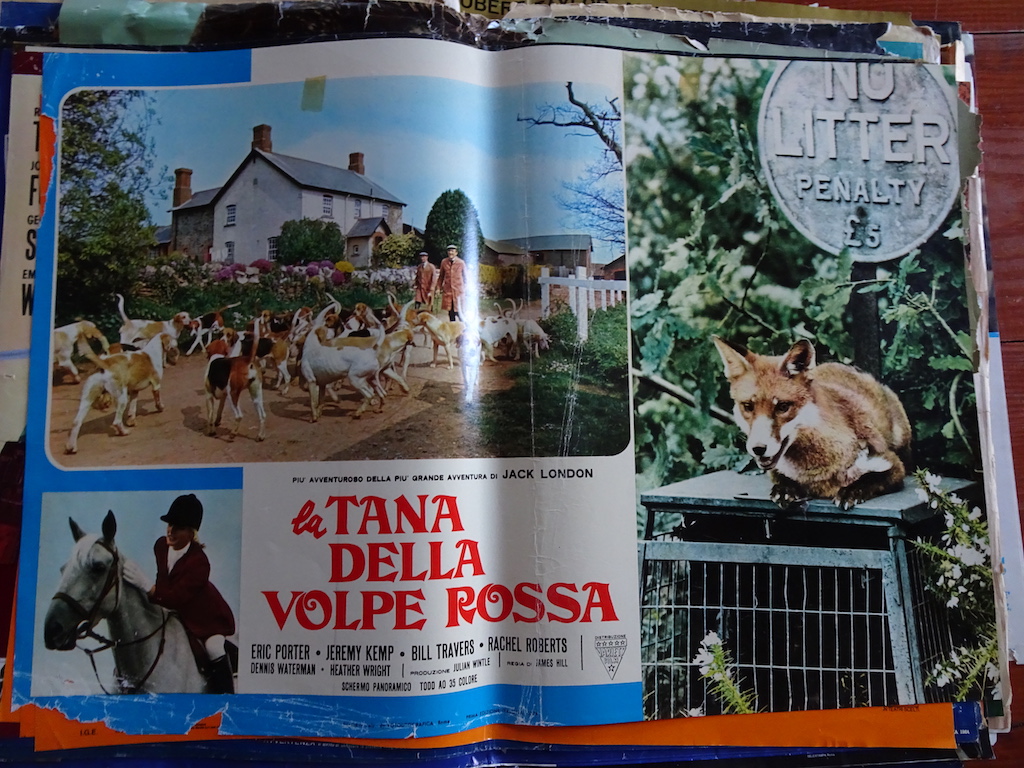 OBER
NO
LITTER
PENALTY
£5
PIU' AVVENTUROSO DELLA PIU' GRANDE AVVENTURA DI JACK LONDON
la TANA
DELLA
VOLPE ROSSA
ERIC PORTER • JEREMY KEMP • BILL TRAVERS • RACHEL ROBERTS
DENNIS WATERMAN • HEATHER WRIGHT
PRODUZIONE JULIAN WINTLE
REGIA DI JAMES HILL
SCHERMO PANORAMICO TODD AO 35 COLORE
DISTRIBUZIONE
I.G.E.